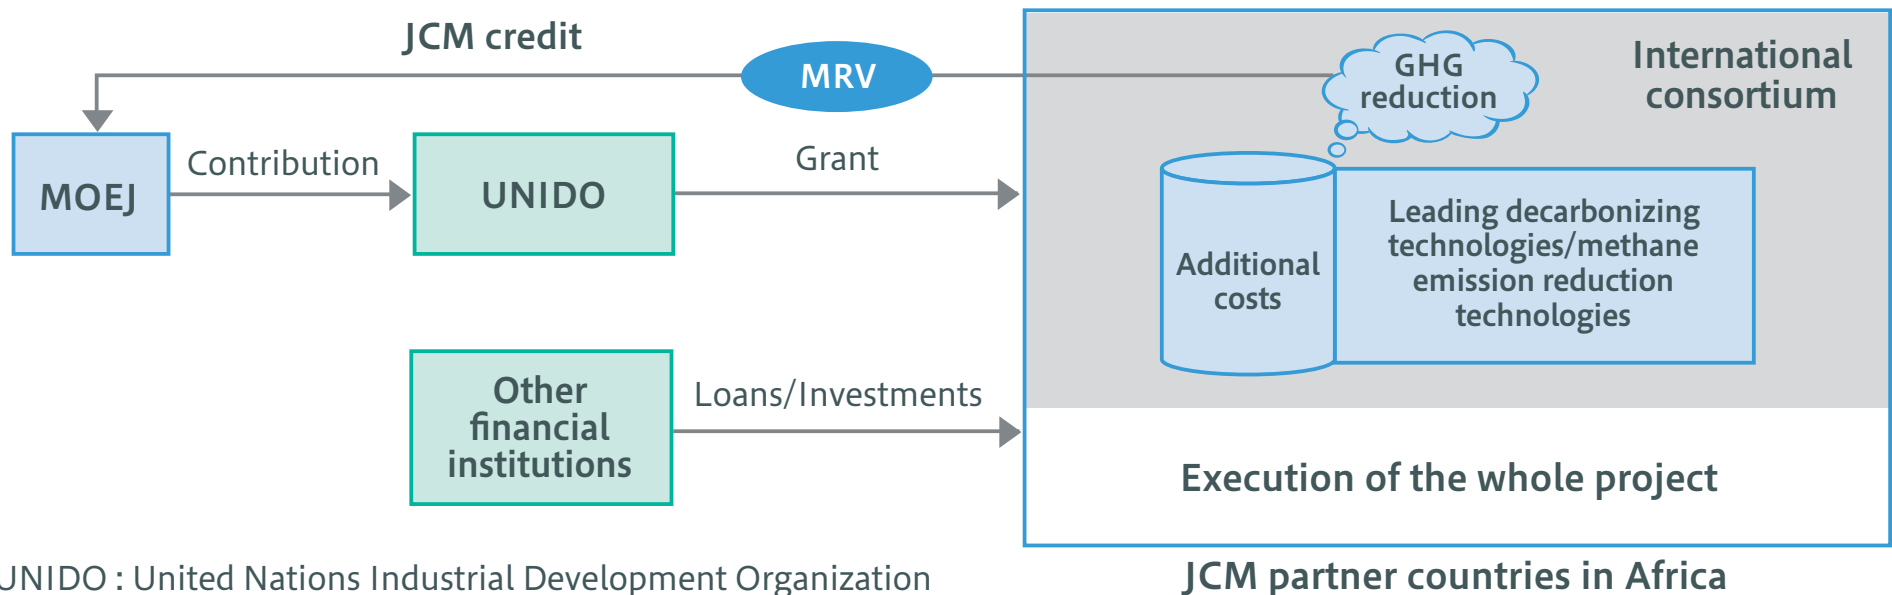 JCM credit
MRV
GHG
reduction
International
consortium
MOEJ
Contribution
UNIDO
Grant
Additional
costs
Leading decarbonizing
technologies/methane
emission reduction
technologies
Other
financial
institutions
Loans/Investments
Execution of the whole project
UNIDO : United Nations Industrial Development Organization
JCM partner countries in Africa